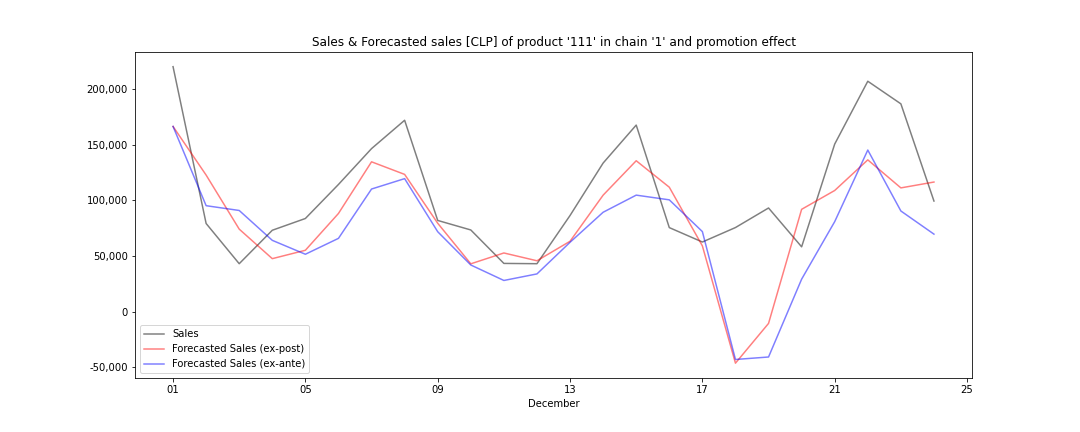 Sales & Forecasted sales [CLP] of product '111' in chain '1' and promotion effect
200,000
150,000
100,000
50,000
0
-50,000
Sales
Forecasted Sales (ex-post)
Forecasted Sales (ex-ante)
01 05 09 13 17 21 25
December